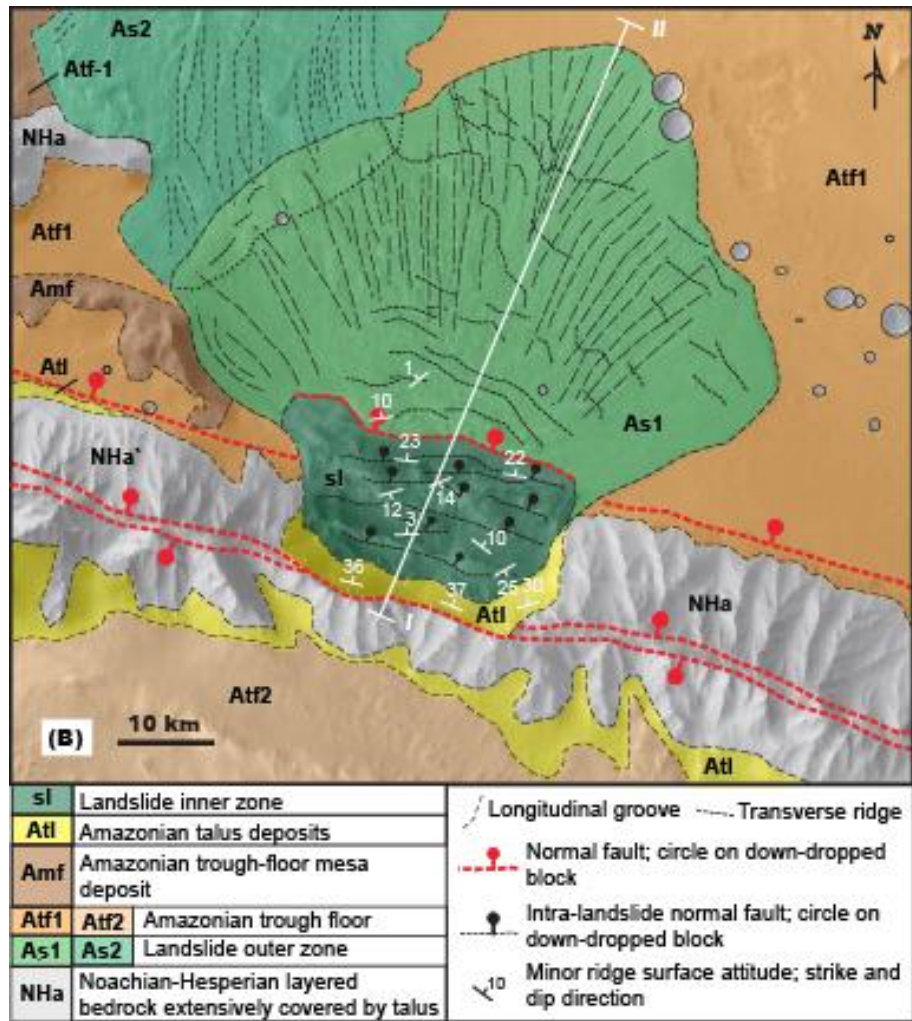 As2
II
N
Atf-1
NHa
Atf1
Atf1
Amf
Atl
1
10
As1
23
22
NHa`
sl
14
12
3
10
36
37
25
30
NHa
I
Atl
Atf2
(B)
10 km
Atl
sl Landslide inner zone
Atl Amazonian talus deposits
Amf Amazonian trough-floor mesa
deposit
Atf1 Atf2 Amazonian trough floor
As1 As2 Landslide outer zone
NHa Noachian-Hesperian layered
bedrock extensively covered by talus
Longitudinal groove Transverse ridge
Normal fault; circle on down-dropped
block
Intra-landslide normal fault; circle on
down-dropped block
10 Minor ridge surface attitude; strike and
dip direction